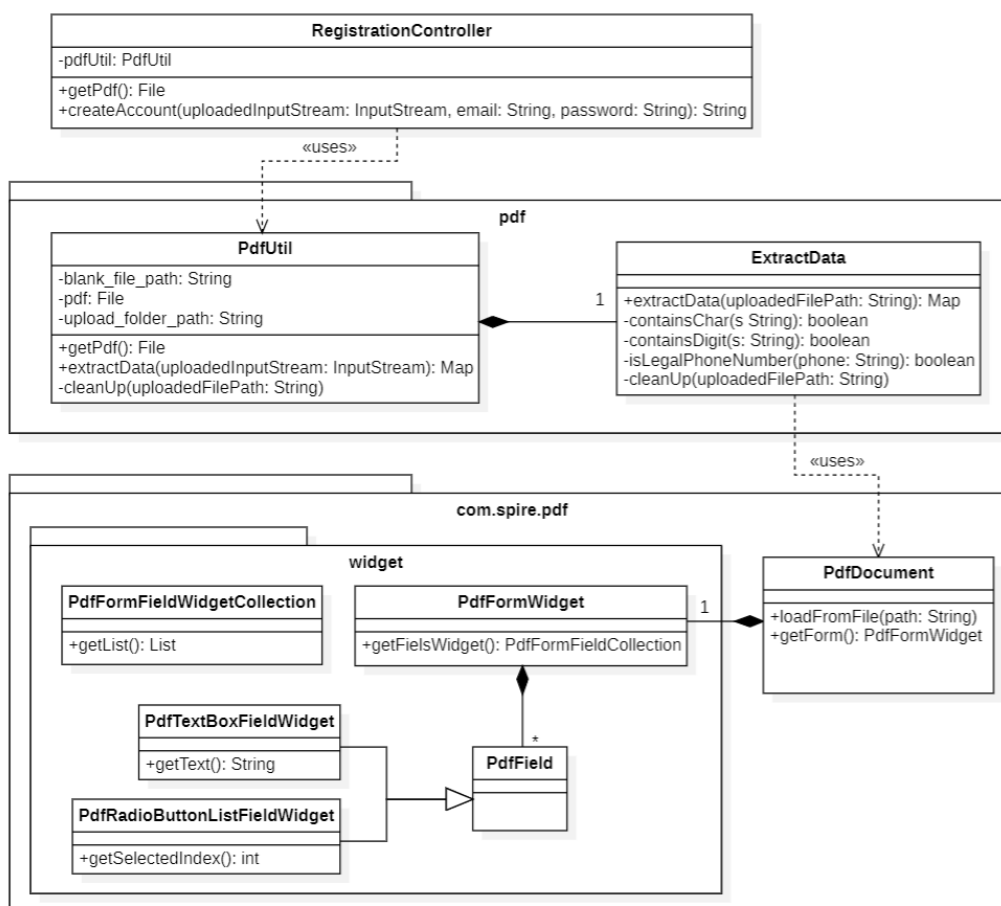 RegistrationController
-pdfUtil: PdfUtil
+getPdf(): File
+createAccount(uploadedInputStream: InputStream, email: String, password: String): String
«uses»
pdf
PdfUtil
-blank_file_path: String
-pdf: File
-upload_folder_path: String
+getPdf(): File
+extractData(uploadedInputStream: InputStream): Map
-cleanUp(uploadedFilePath: String)
1
ExtractData
+extractData(uploadedFilePath: String): Map
-containsChar(s String): boolean
-containsDigit(s: String): boolean
-isLegalPhoneNumber(phone: String): boolean
-cleanUp(uploadedFilePath: String)
«uses»
com.spire.pdf
widget
PdfFormFieldWidgetCollection
+getList(): List
PdfFormWidget
+getFielsWidget(): PdfFormFieldCollection
1
PdfDocument
+loadFromFile(path: String)
+getForm(): PdfFormWidget
PdfTextBoxFieldWidget
+getText(): String
*
PdfField
PdfRadioButtonListFieldWidget
+getSelectedIndex(): int